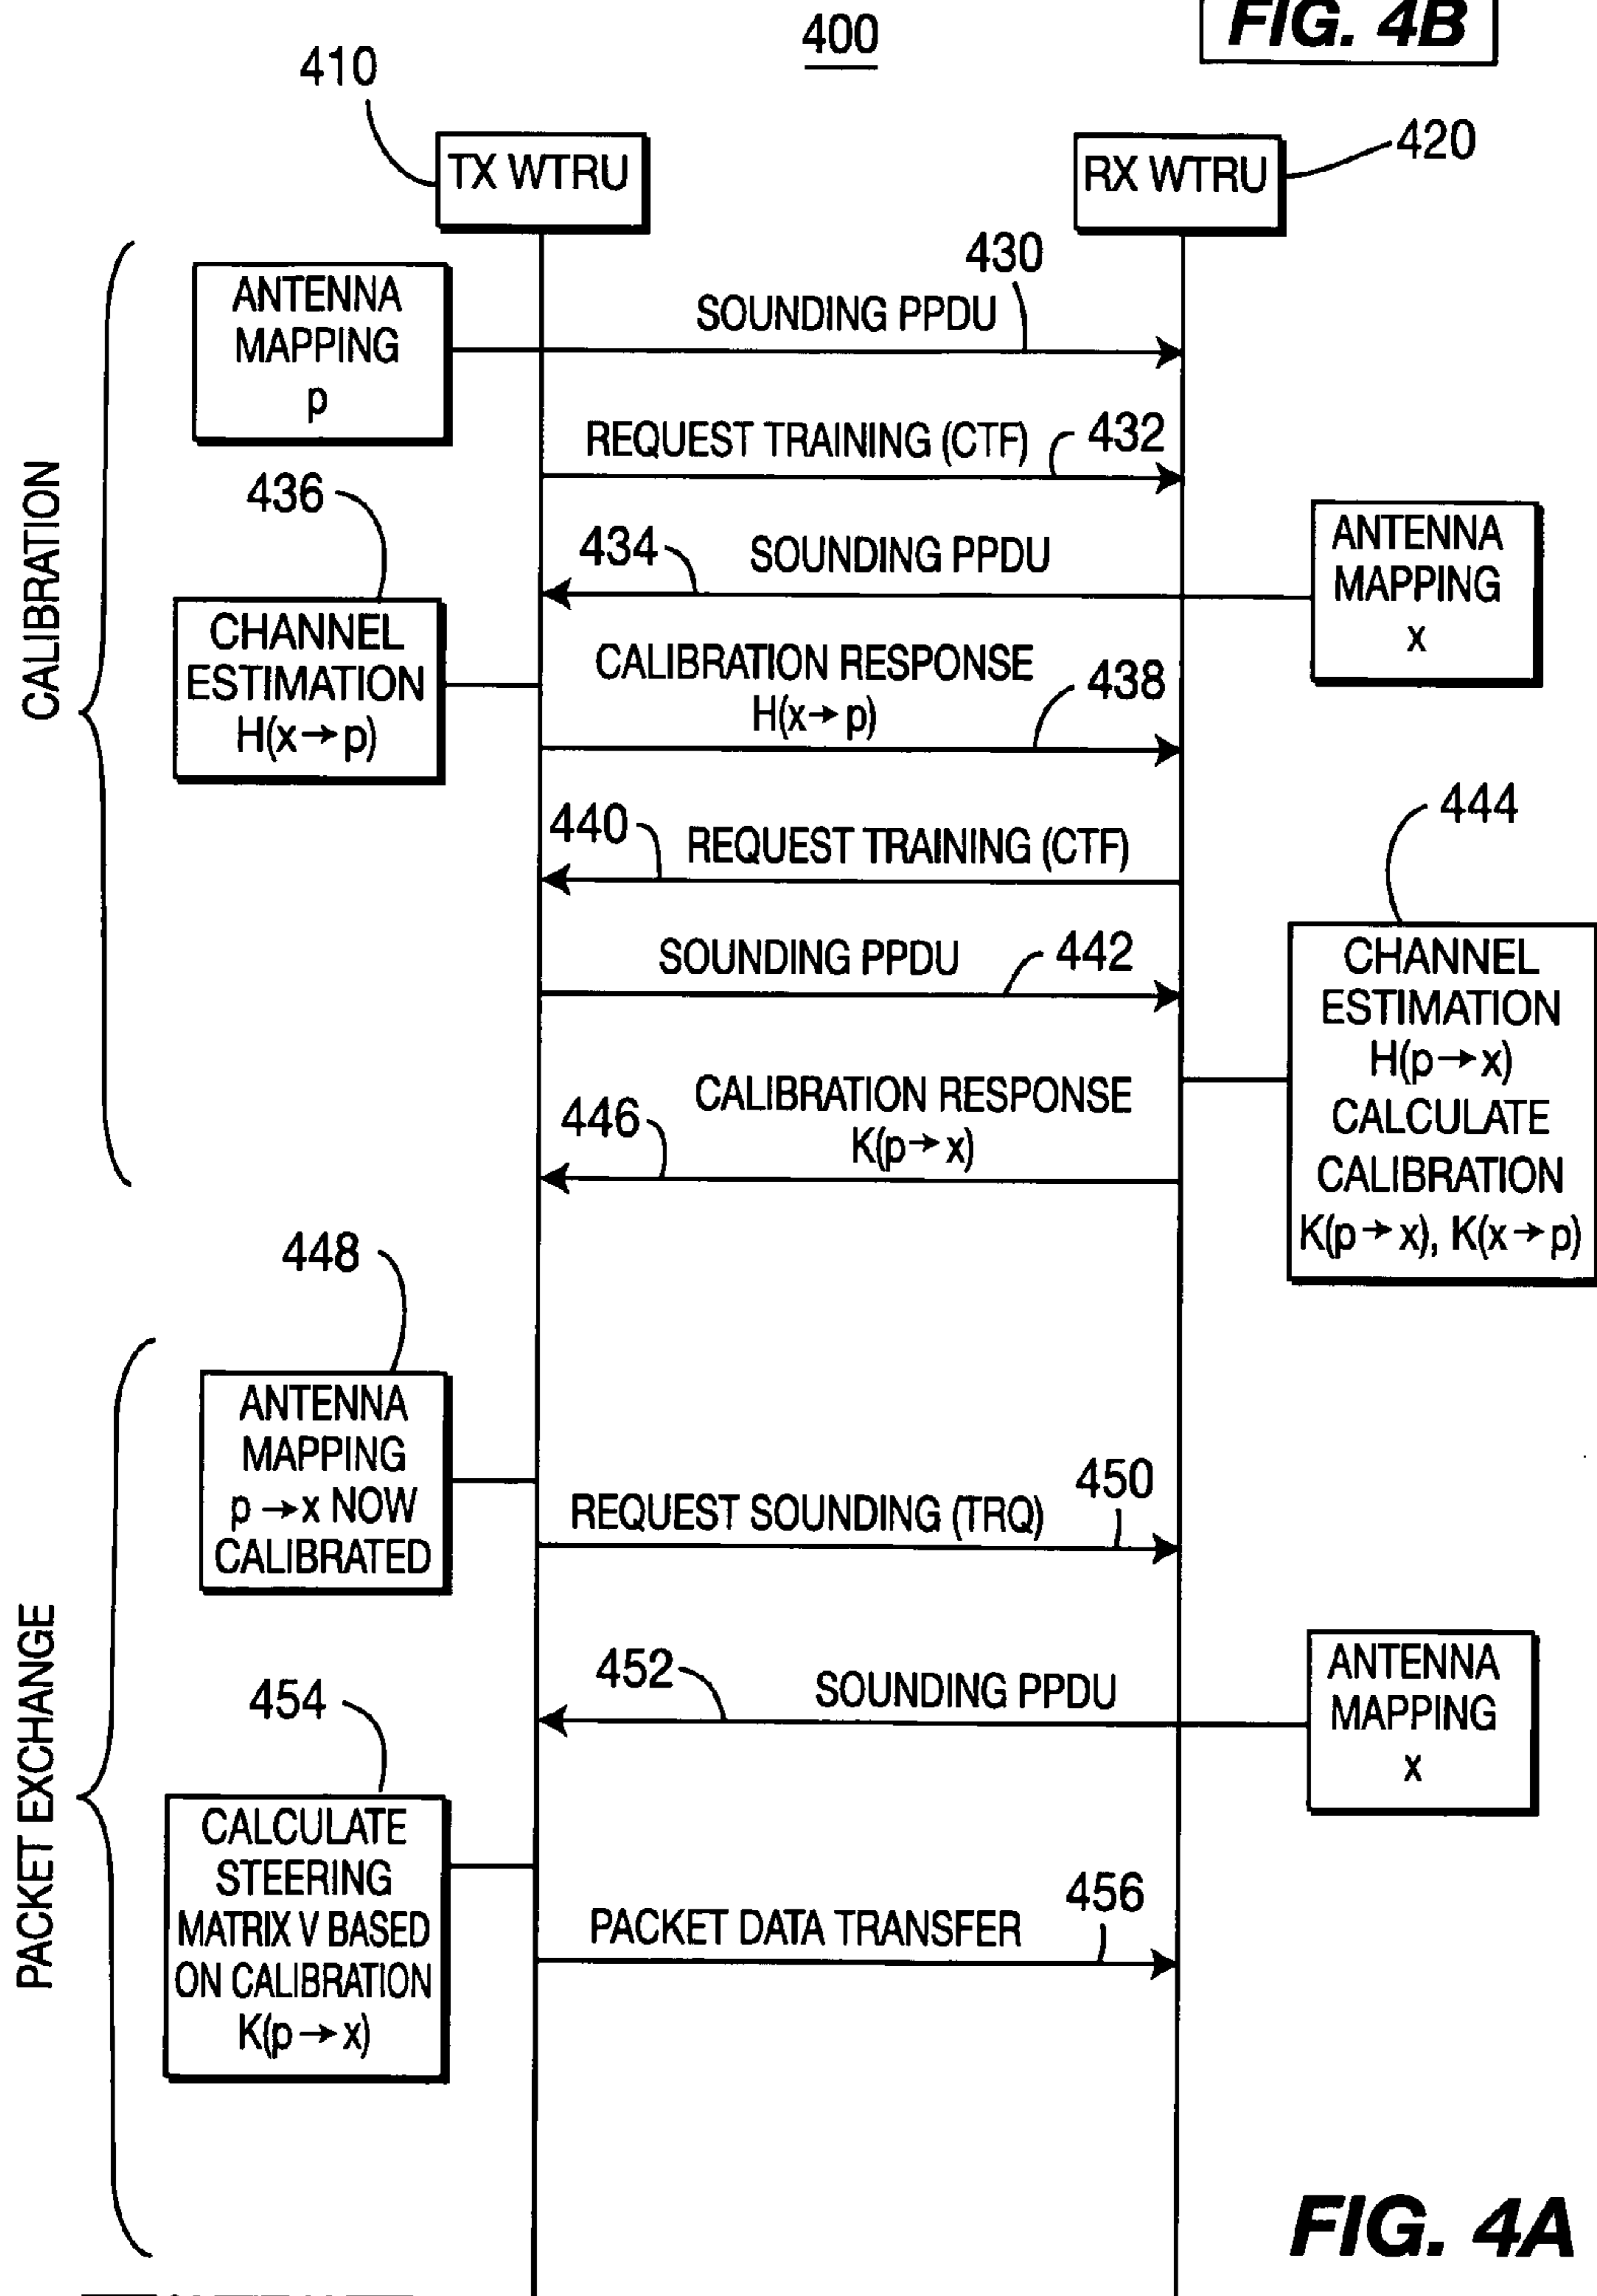 400
FIG. 4B
410
TX WTRU
RX WTRU
420
CALIBRATION
ANTENNA
MAPPING
p
430
SOUNDING PPDU
REQUEST TRAINING (CTF)
432
436
434
SOUNDING PPDU
ANTENNA
MAPPING
x
CHANNEL
ESTIMATION
H(x→p)
CALIBRATION RESPONSE
H(x→p)
438
440
REQUEST TRAINING (CTF)
444
SOUNDING PPDU
442
CHANNEL
ESTIMATION
H(p→x)
CALCULATE
CALIBRATION
K(p→x), K(x→p)
446
CALIBRATION RESPONSE
K(p→x)
PACKET EXCHANGE
448
ANTENNA
MAPPING
p→x NOW
CALIBRATED
450
REQUEST SOUNDING (TRQ)
452
SOUNDING PPDU
ANTENNA
MAPPING
x
454
CALCULATE
STEERING
MATRIX V BASED
ON CALIBRATION
K(p→x)
456
PACKET DATA TRANSFER
FIG. 4A